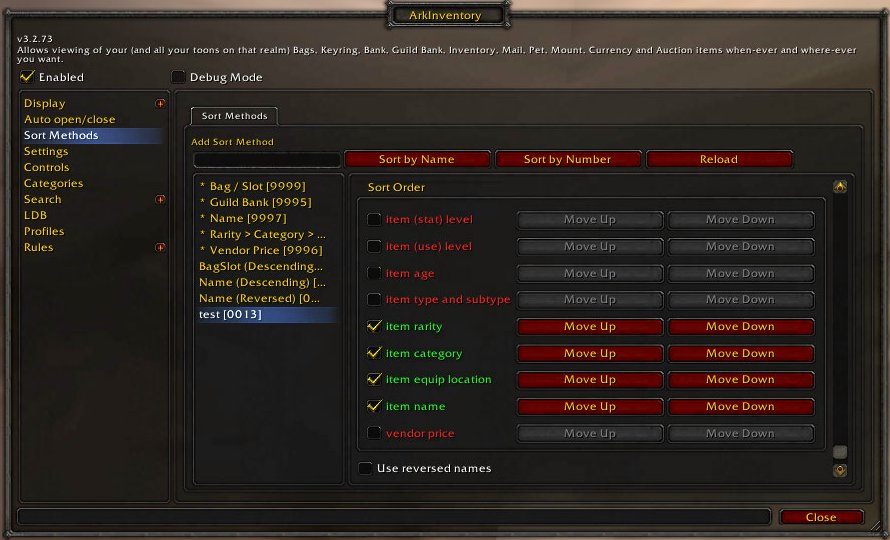 ArkInventory
v3.2.73
Allows viewing of your (and all your toons on that realm) Bags, Keyring, Bank, Guild Bank, Inventory, Mail, Pet, Mount, Currency and Auction items when-ever and where-ever
you want.
Enabled
Debug Mode
Display
Auto open/close
Sort Methods
Settings
Controls
Categories
Search
LDB
Profiles
Rules
Sort Methods
Add Sort Method
Sort by Name
Sort by Number
Reload
* Bag / Slot [9999]
* Guild Bank [9995]
* Name [9997]
* Rarity > Category > ...
* Vendor Price [9996]
BagSlot (Descending...
Name (Descending) [...
Name (Reversed) [0...
test [0013]
Sort Order
item (stat) level Move Up Move Down
item (use) level Move Up Move Down
item age Move Up Move Down
item type and subtype Move Up Move Down
item rarity Move Up Move Down
item category Move Up Move Down
item equip location Move Up Move Down
item name Move Up Move Down
vendor price Move Up Move Down
Use reversed names
Close